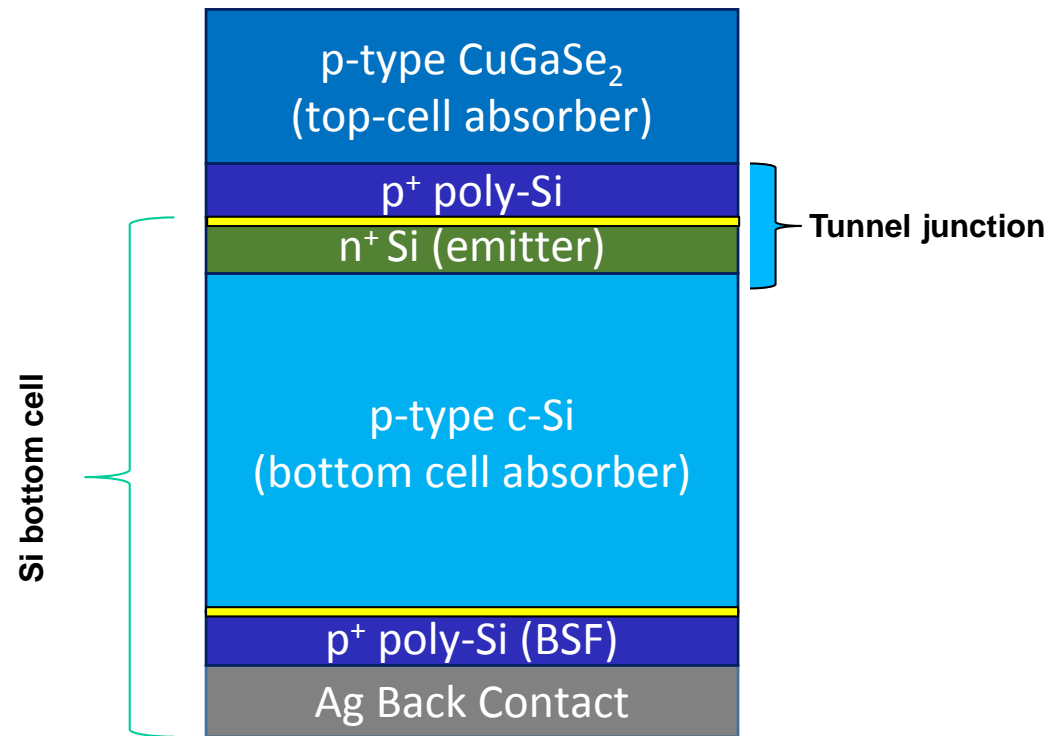 p-type CuGaSe₂
(top-cell absorber)
p⁺ poly-Si
Tunnel junction
n⁺ Si (emitter)
Si bottom cell
p-type c-Si
(bottom cell absorber)
p⁺ poly-Si (BSF)
Ag Back Contact